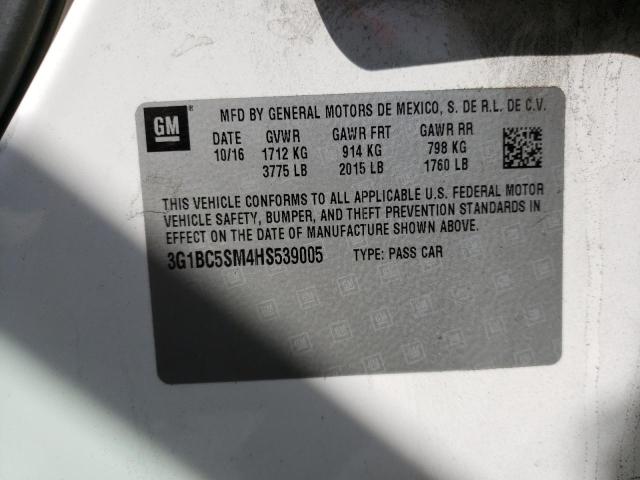 GM ® MFD BY GENERAL MOTORS DE MEXICO, S. DE R.L. DE C.V.
DATE GVWR GAWR FRT GAWR RR
10/16 1712 KG 914 KG 798 KG
3775 LB 2015 LB 1760 LB
THIS VEHICLE CONFORMS TO ALL APPLICABLE U.S. FEDERAL MOTOR
VEHICLE SAFETY, BUMPER, AND THEFT PREVENTION STANDARDS IN
EFFECT ON THE DATE OF MANUFACTURE SHOWN ABOVE.
3G1BC5SM4HS539005 TYPE: PASS CAR